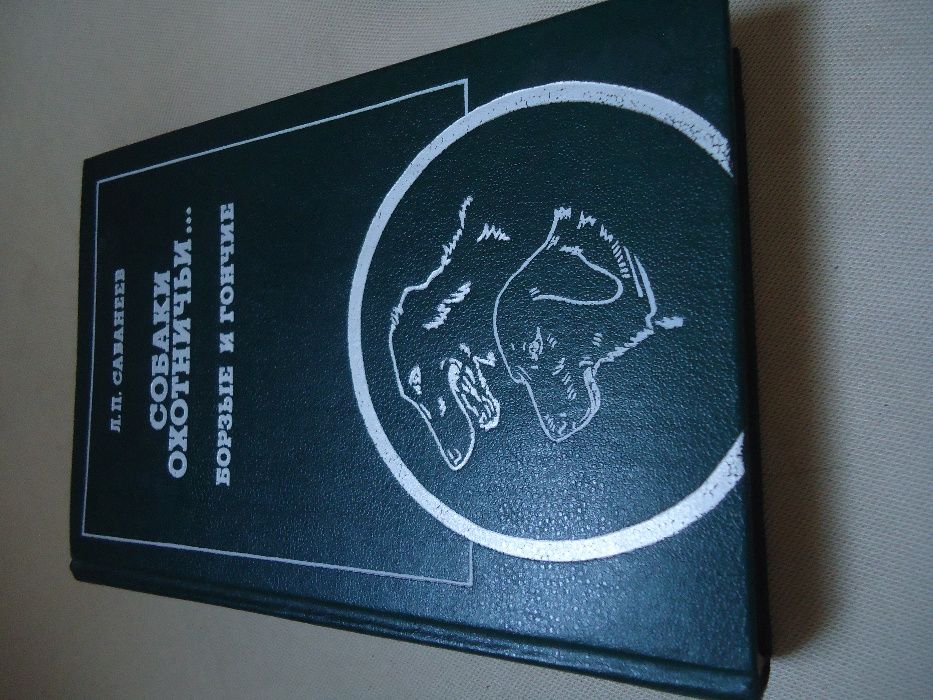 Л.П. САБАНЕЕВ
СОБАКИ
ОХОТНИЧЬИ...
БОРЗЫЕ И ГОНЧИЕ